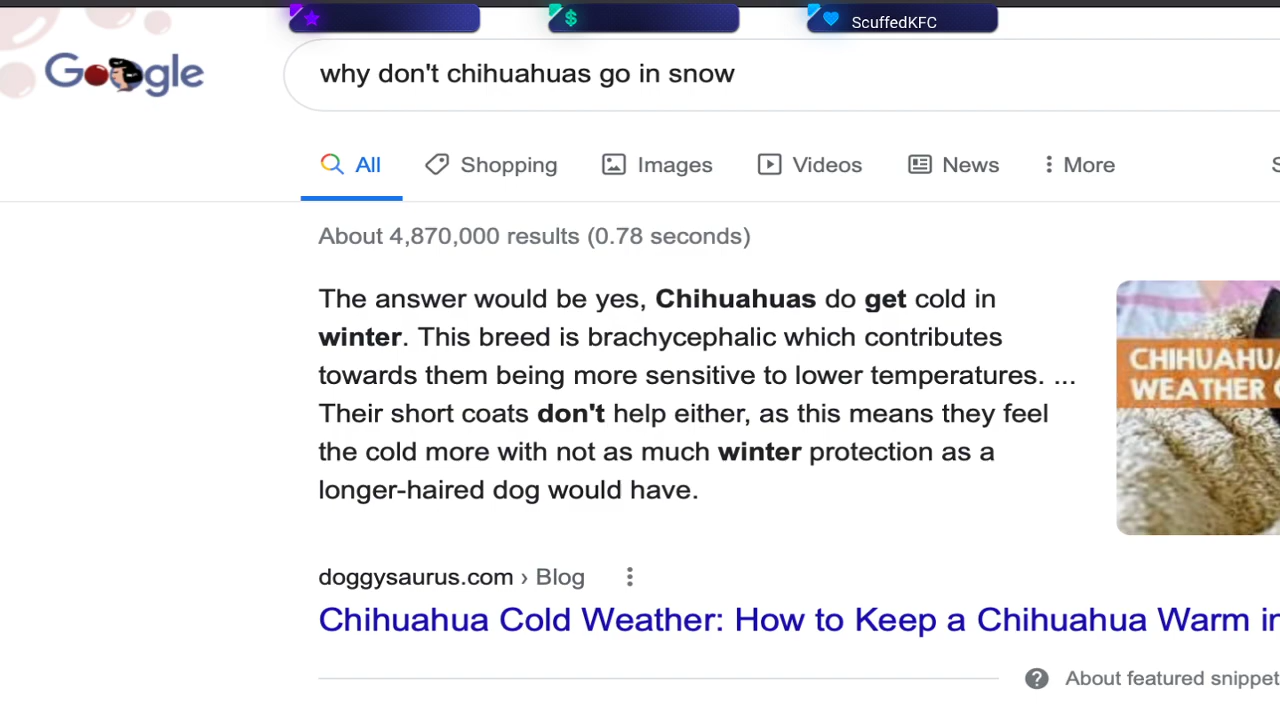 ScuffedKFC
Google
why don't chihuahuas go in snow
All Shopping Images Videos News More S
About 4,870,000 results (0.78 seconds)
The answer would be yes, Chihuahuas do get cold in
winter. This breed is brachycephalic which contributes
towards them being more sensitive to lower temperatures. ...
Their short coats don't help either, as this means they feel
the cold more with not as much winter protection as a
longer-haired dog would have.
CHIHUAHUA
WEATHER
doggysaurus.com › Blog
Chihuahua Cold Weather: How to Keep a Chihuahua Warm in
About featured snippet